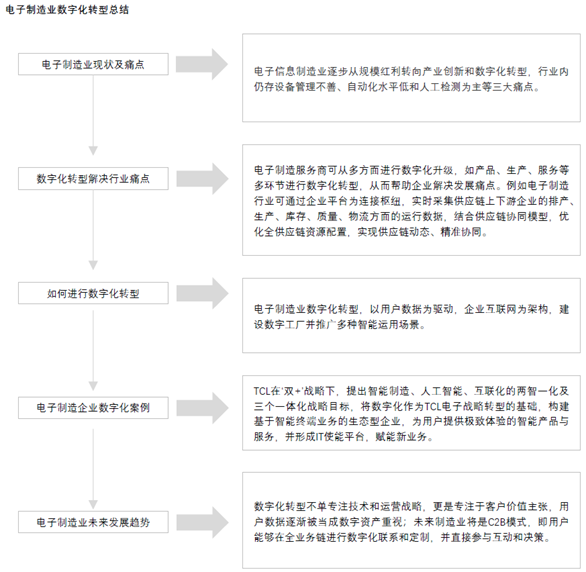 电子制造业数字化转型总结
电子制造业现状及痛点
电子信息制造业逐步从规模红利转向产业创新和数字化转型，行业内
仍存设备管理不善、自动化水平低和人工检测为主等三大痛点。
数字化转型解决行业痛点
电子制造服务商可从多方面进行数字化升级，如产品、生产、服务等
多环节进行数字化转型，从而帮助企业解决发展痛点。例如电子制造
行业可通过企业平台为连接枢纽，实时采集供应链上下游企业的排产、
生产、库存、质量、物流方面的运行数据，结合供应链协同模型，优
化全供应链资源配置，实现供应链动态、精准协同。
如何进行数字化转型
电子制造业数字化转型，以用户数据为驱动，企业互联网为架构，建
设数字工厂并推广多种智能运用场景。
电子制造企业数字化案例
TCL在‘双+’战略下，提出智能制造、人工智能、互联化的两智一化及
三个一体化战略目标，将数字化作为TCL电子战略转型的基础，构建
基于智能终端业务的生态型企业，为用户提供极致体验的智能产品与
服务，并形成IT使能平台，赋能新业务。
电子制造业未来发展趋势
数字化转型不单专注技术和运营战略，更是专注于客户价值主张，用
户数据逐渐被当成数字资产重视；未来制造业将是C2B模式，即用户
能够在全业务链进行数字化联系和定制，并直接参与互动和决策。